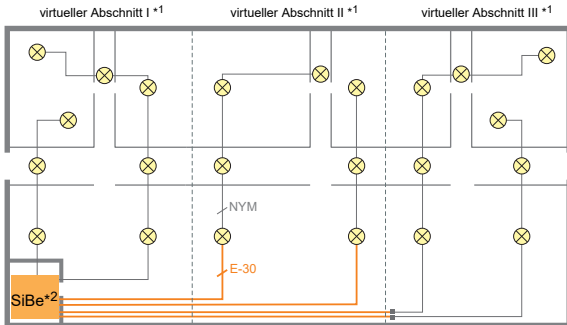 virtueller Abschnitt I *1 virtueller Abschnitt II *1 virtueller Abschnitt III *1
NYM
E-30
SiBe*2